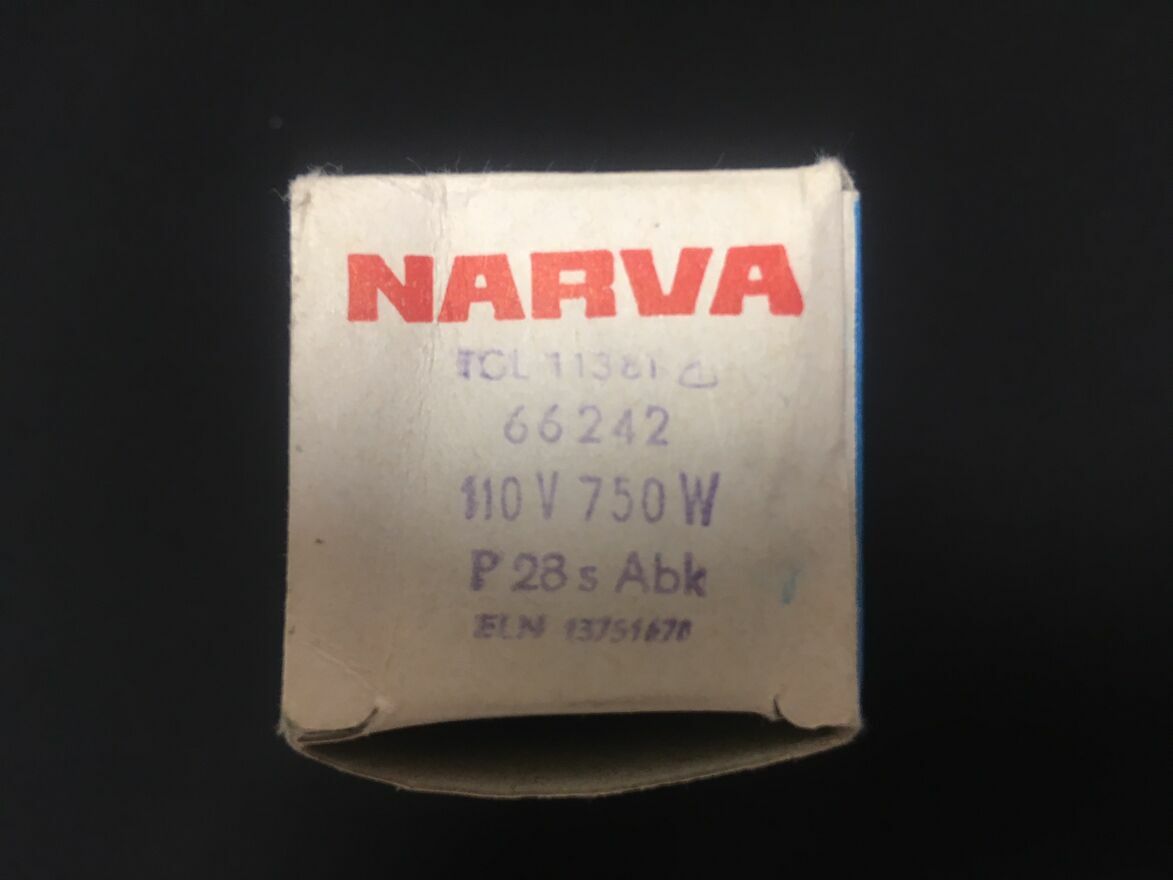 NARVA
TGL 11381
66242
110 V 750 W
P 28 s Abk
ELN 13751670